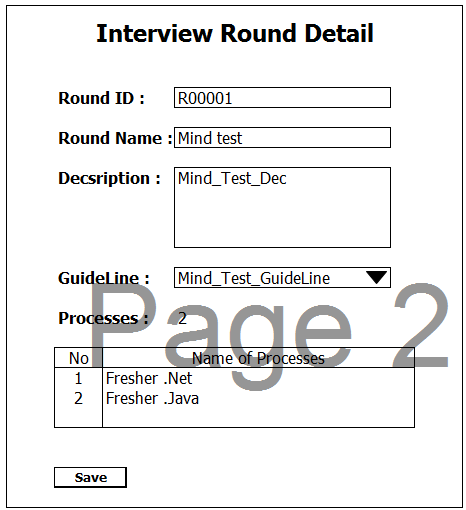 Interview Round Detail
Round ID : R00001
Round Name : Mind test
Decsription : Mind_Test_Dec
GuideLine : Mind_Test_GuideLine
Processes : 2
Page 2
No Name of Processes
1 Fresher .Net
2 Fresher .Java
Save